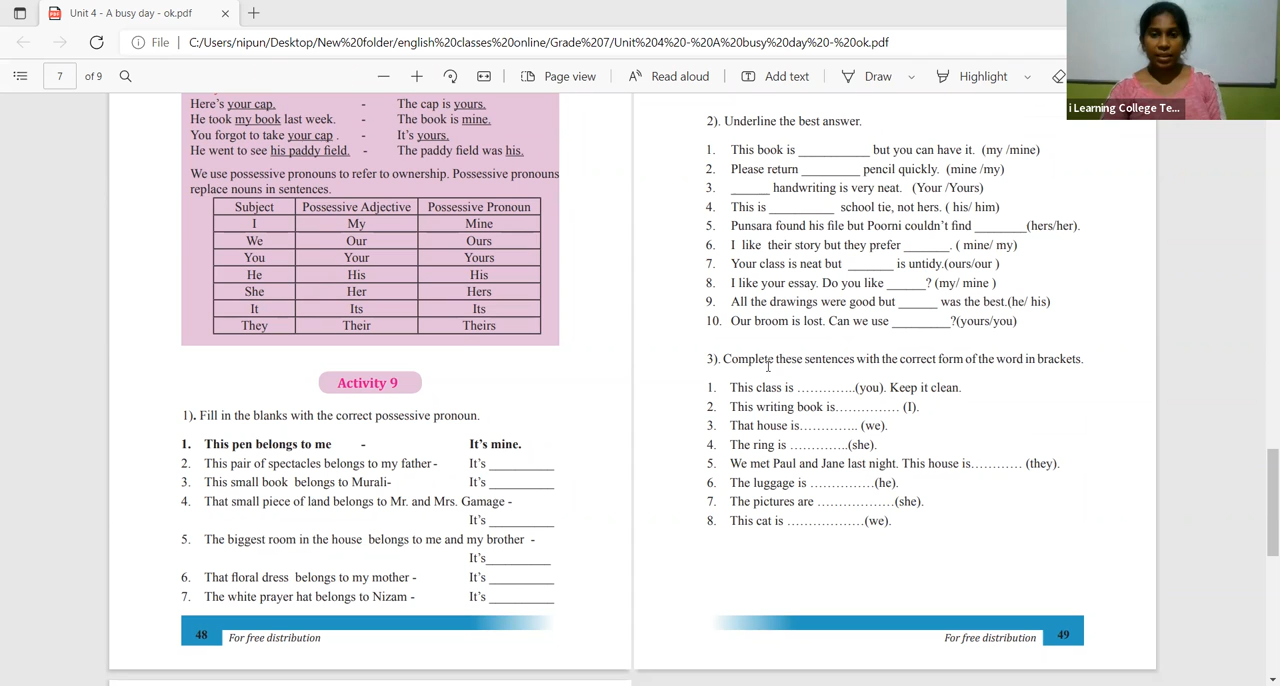 Unit 4 - A busy day - ok.pdf
File C:/Users/nipun/Desktop/New%20folder/english%20classes%20online/Grade%207/Unit%204%20-%20A%20busy%20day%20-%20ok.pdf
7 of 9 Page view Read aloud Add text Draw Highlight
i Learning College Te...
Here's your cap. - The cap is yours.
He took my book last week. - The book is mine.
You forgot to take your cap . - It's yours.
He went to see his paddy field. - The paddy field was his.
We use possessive pronouns to refer to ownership. Possessive pronouns
replace nouns in sentences.
Subject Possessive Adjective Possessive Pronoun
I My Mine
We Our Ours
You Your Yours
He His His
She Her Hers
It Its Its
They Their Theirs
Activity 9
1). Fill in the blanks with the correct possessive pronoun.
1. This pen belongs to me - It's mine.
2. This pair of spectacles belongs to my father- It's __________
3. This small book belongs to Murali- It's __________
4. That small piece of land belongs to Mr. and Mrs. Gamage -
It's __________
5. The biggest room in the house belongs to me and my brother -
It's__________
6. That floral dress belongs to my mother - It's __________
7. The white prayer hat belongs to Nizam - It's __________
48 For free distribution
2). Underline the best answer.
1. This book is ___________ but you can have it. (my /mine)
2. Please return _________ pencil quickly. (mine /my)
3. ______ handwriting is very neat. (Your /Yours)
4. This is __________ school tie, not hers. ( his/ him)
5. Punsara found his file but Poorni couldn't find ________(hers/her).
6. I like their story but they prefer _______. ( mine/ my)
7. Your class is neat but _______ is untidy.(ours/our )
8. I like your essay. Do you like ______? (my/ mine )
9. All the drawings were good but ______ was the best.(he/ his)
10. Our broom is lost. Can we use _________?(yours/you)
3). Complete these sentences with the correct form of the word in brackets.
1. This class is …………..(you). Keep it clean.
2. This writing book is…………… (I).
3. That house is………….. (we).
4. The ring is …………..(she).
5. We met Paul and Jane last night. This house is………… (they).
6. The luggage is ……………(he).
7. The pictures are ………………(she).
8. This cat is ………………(we).
For free distribution 49